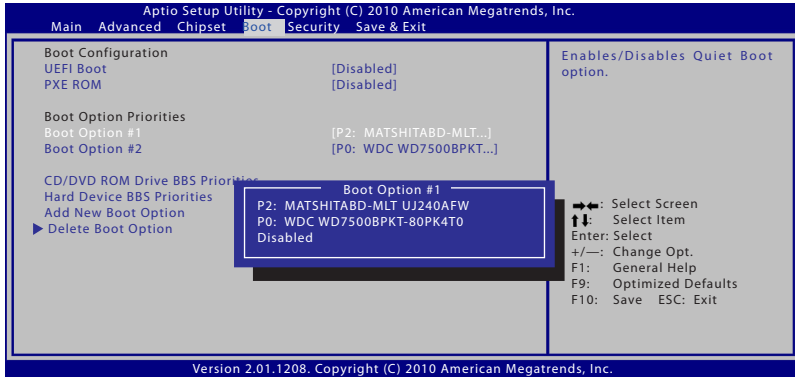 Aptio Setup Utility - Copyright (C) 2010 American Megatrends, Inc.
Main Advanced Chipset Boot Security Save & Exit
Boot Configuration
UEFI Boot [Disabled]
PXE ROM [Disabled]
Boot Option Priorities
Boot Option #1 [P2: MATSHITABD-MLT...]
Boot Option #2 [P0: WDC WD7500BPKT...]
CD/DVD ROM Drive BBS Priorities
Hard Device BBS Priorities
Add New Boot Option
Delete Boot Option
Boot Option #1
P2: MATSHITABD-MLT UJ240AFW
P0: WDC WD7500BPKT-80PK4T0
Disabled
Enables/Disables Quiet Boot
option.
→←: Select Screen
↑↓: Select Item
Enter: Select
+/—: Change Opt.
F1: General Help
F9: Optimized Defaults
F10: Save ESC: Exit
Version 2.01.1208. Copyright (C) 2010 American Megatrends, Inc.